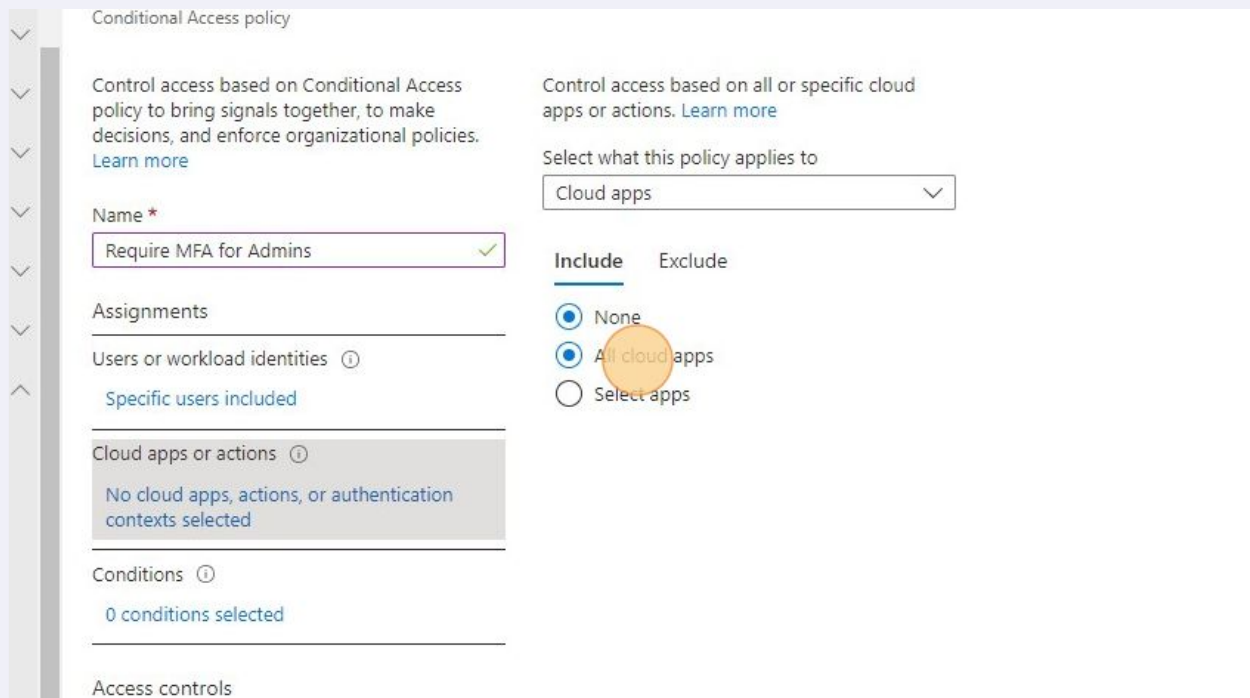 Conditional Access policy
Control access based on Conditional Access
policy to bring signals together, to make
decisions, and enforce organizational policies.
Learn more
Name *
Require MFA for Admins
Assignments
Users or workload identities
Specific users included
Cloud apps or actions
No cloud apps, actions, or authentication
contexts selected
Conditions
0 conditions selected
Access controls
Control access based on all or specific cloud
apps or actions. Learn more
Select what this policy applies to
Cloud apps
Include Exclude
None
All cloud apps
Select apps